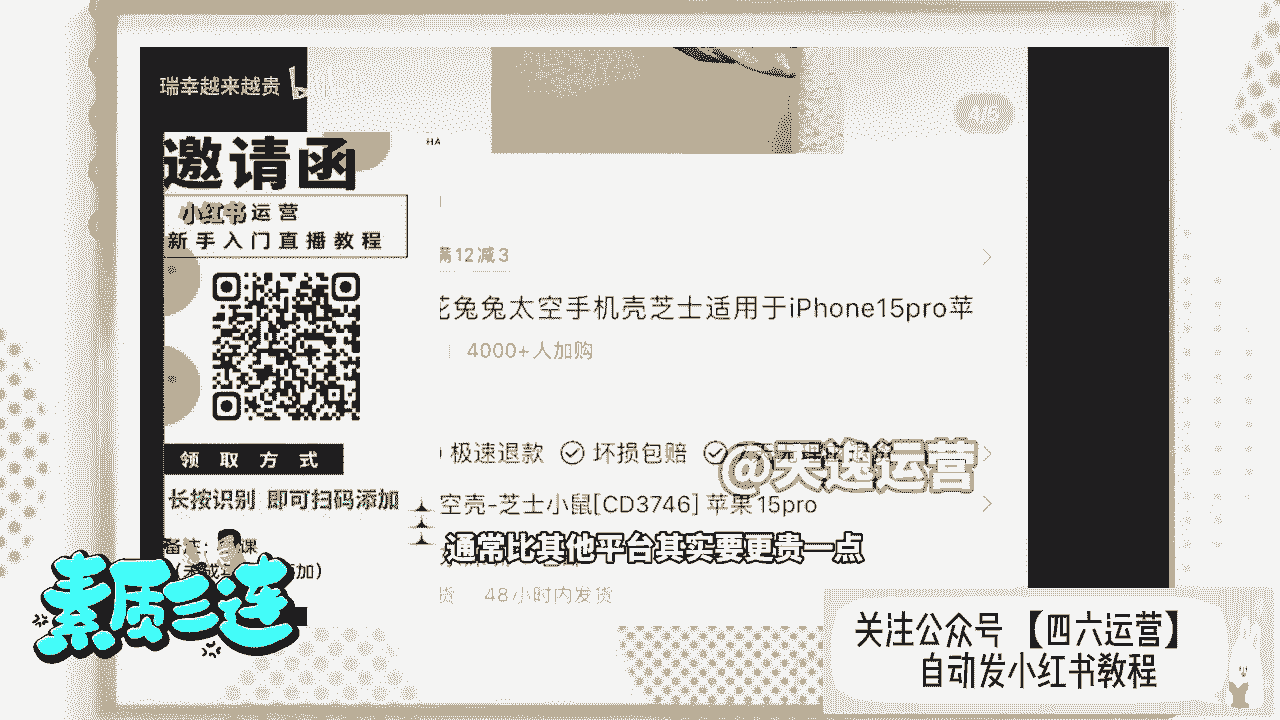 瑞幸越来越贵
邀请函
HA
小红书运营
新手入门直播教程
满12减3
兔兔太空手机壳芝士适用于iPhone15pro苹
4000+人加购
极速退款 坏损包赔
@天逸运营
领取方式
长按识别 即可扫码添加
空壳-芝士小鼠[CD3746] 苹果15pro
通常比其他平台其实要更贵一点
48小时内发货
素质三连
关注公众号【四六运营】
自动发小红书教程